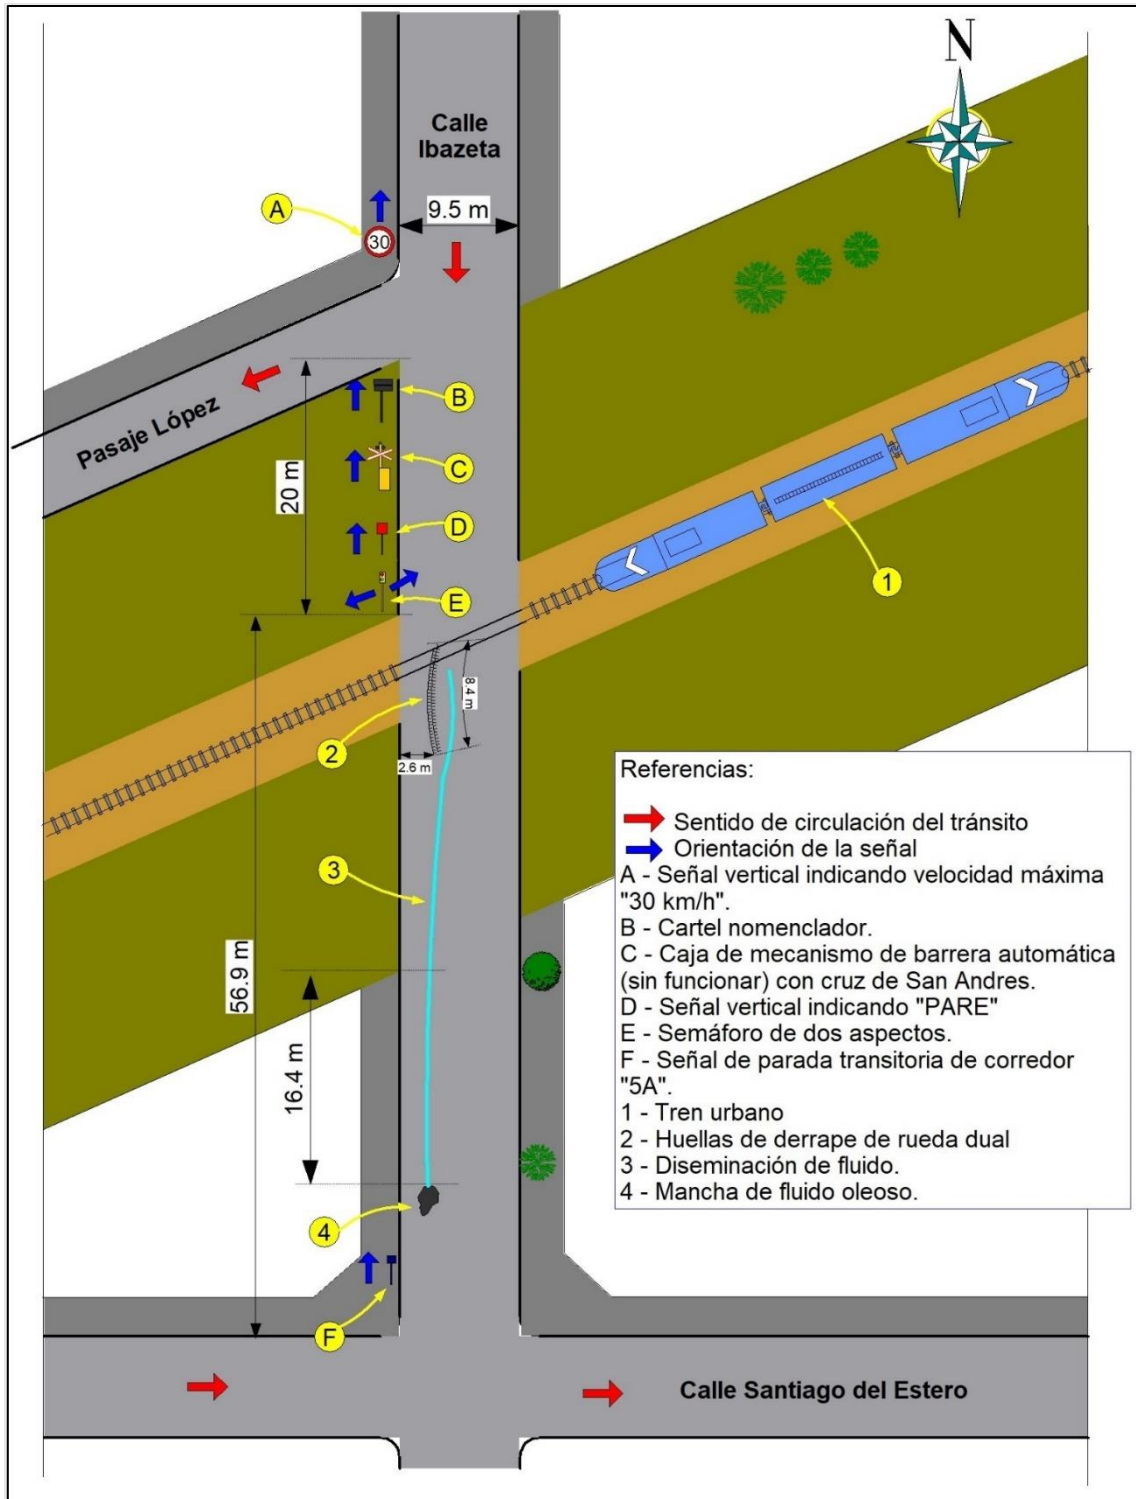 N
Calle
Ibazeta
A
9.5 m
30
B
Pasaje López
C
20 m
D
E
1
8.4 m
2
2.6 m
Referencias:
Sentido de circulación del tránsito
Orientación de la señal
A - Señal vertical indicando velocidad máxima
"30 km/h".
B - Cartel nomenclador.
C - Caja de mecanismo de barrera automática
(sin funcionar) con cruz de San Andres.
D - Señal vertical indicando "PARE"
E - Semáforo de dos aspectos.
F - Señal de parada transitoria de corredor
"5A".
1 - Tren urbano
2 - Huellas de derrape de rueda dual
3 - Diseminación de fluido.
4 - Mancha de fluido oleoso.
3
56.9 m
16.4 m
4
F
Calle Santiago del Estero